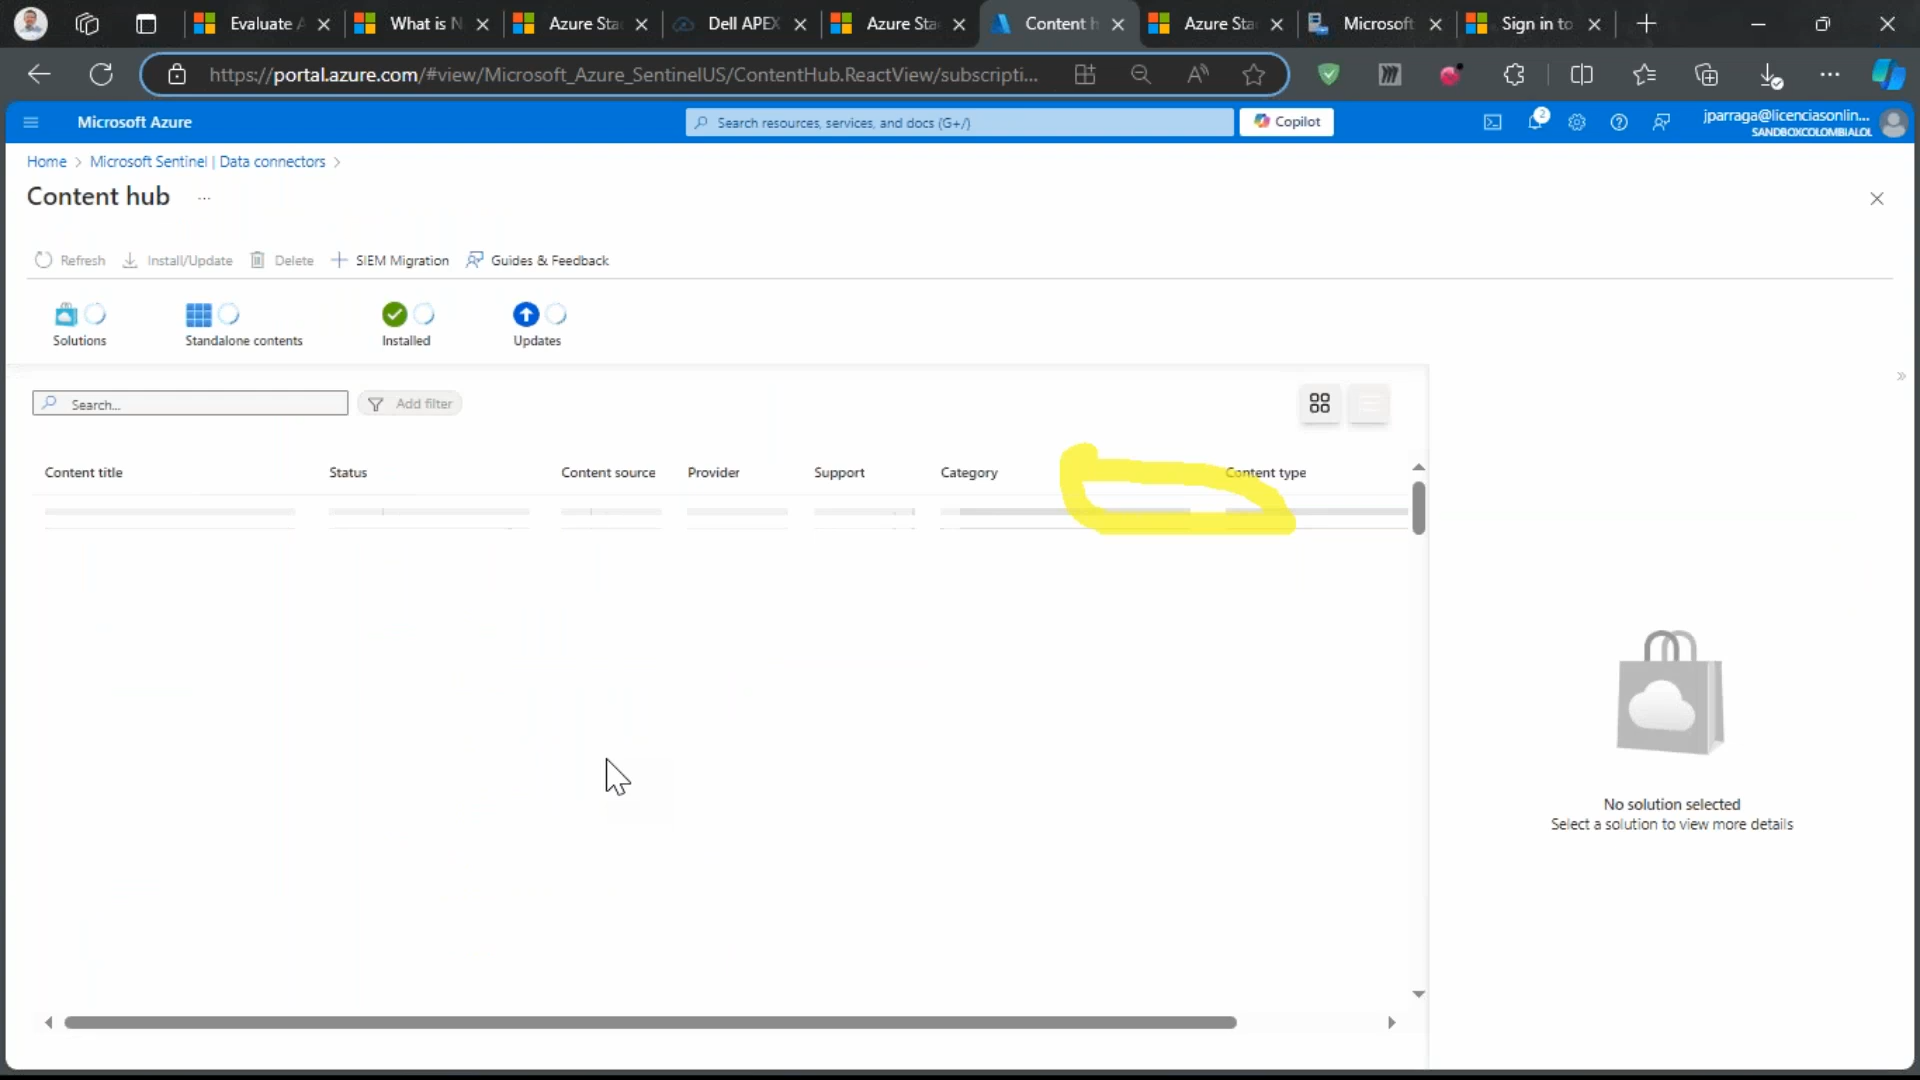 Evaluate A
What is N
Azure Sta
Dell APEX
Azure Sta
Content h
Azure Sta
Microsoft
Sign in to
https://portal.azure.com/#view/Microsoft_Azure_SentinelUS/ContentHub.ReactView/subscripti...
Microsoft Azure
Search resources, services, and docs (G+/)
Copilot
2
jparraga@licenciasonlin...
SANDBOXCOLOMBIALOL
Home > Microsoft Sentinel | Data connectors >
Content hub ...
Refresh
Install/Update
Delete
SIEM Migration
Guides & Feedback
Solutions
Standalone contents
Installed
Updates
Search...
Add filter
Content title
Status
Content source
Provider
Support
Category
Content type
No solution selected
Select a solution to view more details